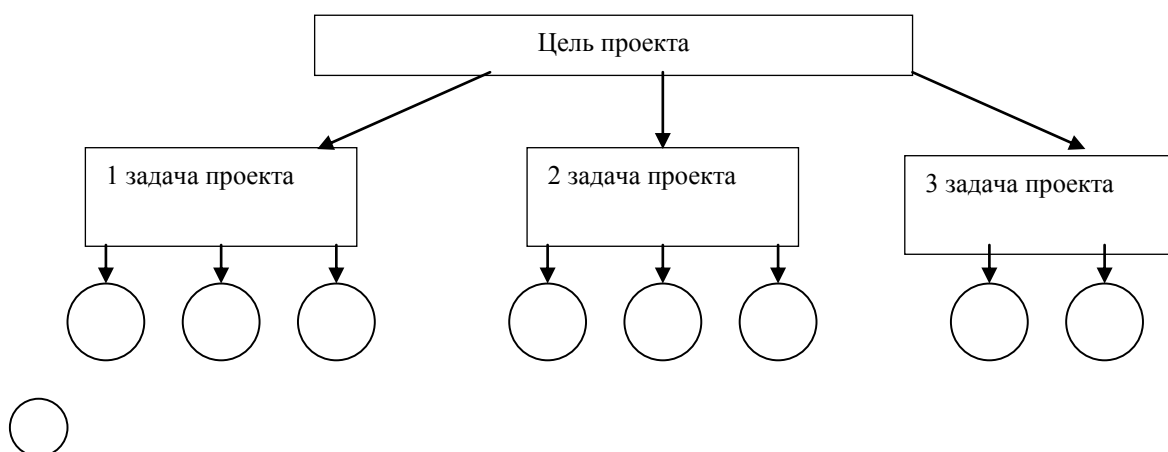 Цель проекта
1 задача проекта
2 задача проекта
3 задача проекта